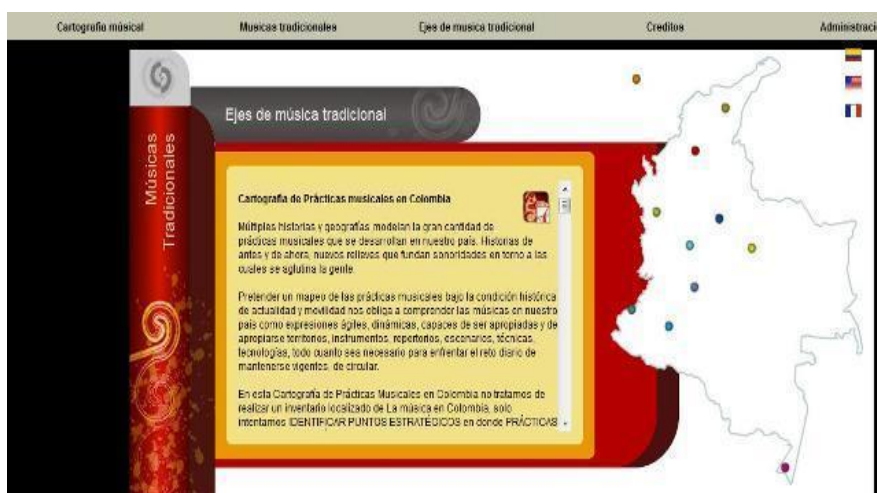 Cartografía músical
Musicas tradicionales
Ejes de musica tradicional
Creditos
Administraci
Ejes de música tradicional
Músicas
Tradicionales
Cartografía de Prácticas musicales en Colombia
Múltiples historias y geografías modelan la gran cantidad de
prácticas musicales que se desarrollan en nuestro país. Historias de
antes y de ahora, nuevos relieves que fundan sonoridades en torno a las
cuales se aglutina la gente.
Pretender un mapeo de las prácticas musicales bajo la condición histórica
de actualidad y movilidad nos obliga a comprender las músicas en nuestro
país como expresiones ágiles, dinámicas, capaces de ser apropiadas y de
apropiarse territorios, instrumentos, repertorios, escenarios, técnicas,
tecnologías, todo cuanto sea necesario para enfrentar el reto diario de
mantenerse vigentes, de circular.
En esta Cartografía de Prácticas Musicales en Colombia no tratamos de
realizar un inventario localizado de La música en Colombia, solo
intentamos IDENTIFICAR PUNTOS ESTRATÉGICOS en donde PRÁCTICAS